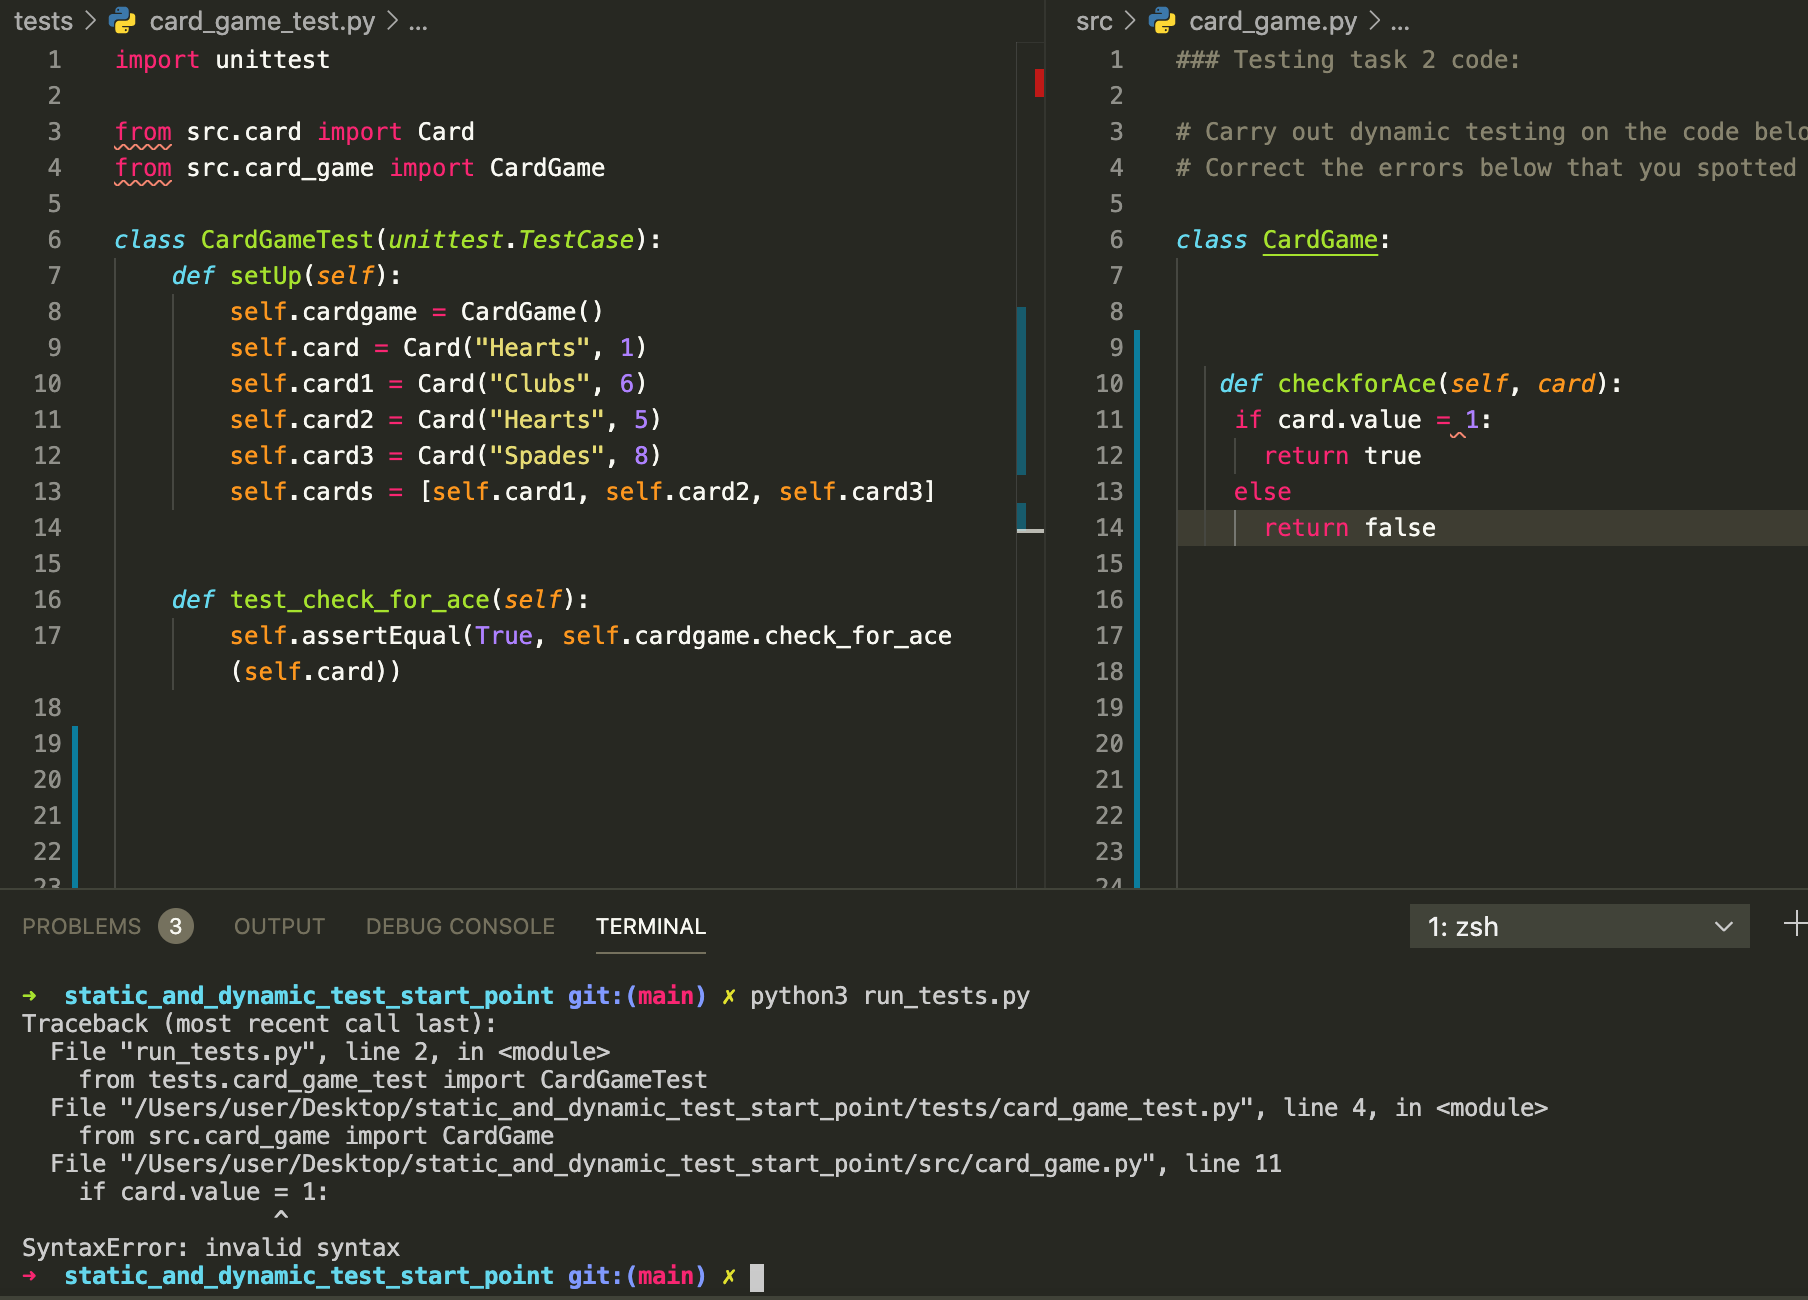 tests > card_game_test.py > ...
1 import unittest
2
3 from src.card import Card
4 from src.card_game import CardGame
5
6 class CardGameTest(unittest.TestCase):
7     def setUp(self):
8         self.cardgame = CardGame()
9         self.card = Card("Hearts", 1)
10         self.card1 = Card("Clubs", 6)
11         self.card2 = Card("Hearts", 5)
12         self.card3 = Card("Spades", 8)
13         self.cards = [self.card1, self.card2, self.card3]
14
15
16     def test_check_for_ace(self):
17         self.assertEqual(True, self.cardgame.check_for_ace
(self.card))
18
19
20
21
22
23
src > card_game.py > ...
1 ### Testing task 2 code:
2
3 # Carry out dynamic testing on the code
4 # Correct the errors below that you spotted
5
6 class CardGame:
7
8
9
10   def checkforAce(self, card):
11    if card.value = 1:
12      return true
13    else
14      return false
15
16
17
18
19
20
21
22
23
24
PROBLEMS 3 OUTPUT DEBUG CONSOLE TERMINAL 1: zsh +
→ static_and_dynamic_test_start_point git:(main) ✗ python3 run_tests.py
Traceback (most recent call last):
  File "run_tests.py", line 2, in <module>
    from tests.card_game_test import CardGameTest
  File "/Users/user/Desktop/static_and_dynamic_test_start_point/tests/card_game_test.py", line 4, in <module>
    from src.card_game import CardGame
  File "/Users/user/Desktop/static_and_dynamic_test_start_point/src/card_game.py", line 11
    if card.value = 1:
                  ^
SyntaxError: invalid syntax
→ static_and_dynamic_test_start_point git:(main) ✗